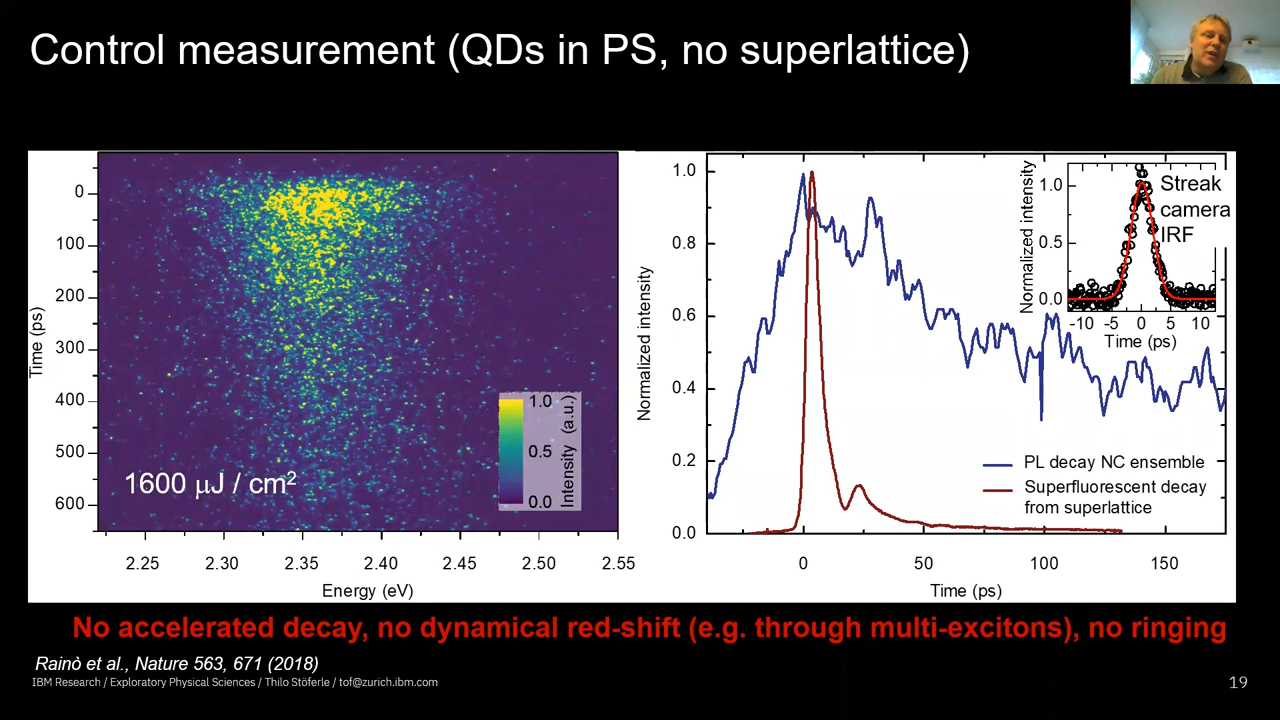 Control measurement (QDs in PS, no superlattice)
0
100
200
300
400
500
600
Time (ps)
1600 μJ / cm²
1.0
0.5
0.0
Intensity (a.u.)
2.25
2.30
2.35
2.40
2.45
2.50
2.55
Energy (eV)
1.0
0.8
0.6
0.4
0.2
0.0
Normalized intensity
0
50
100
150
Time (ps)
PL decay NC ensemble
Superfluorescent decay
from superlattice
Normalized intensity
1.0
0.5
0.0
-10
-5
0
5
10
Time (ps)
Streak
camera
IRF
No accelerated decay, no dynamical red-shift (e.g. through multi-excitons), no ringing
Rainò et al., Nature 563, 671 (2018)
IBM Research / Exploratory Physical Sciences / Thilo Stöferle / tof@zurich.ibm.com
19